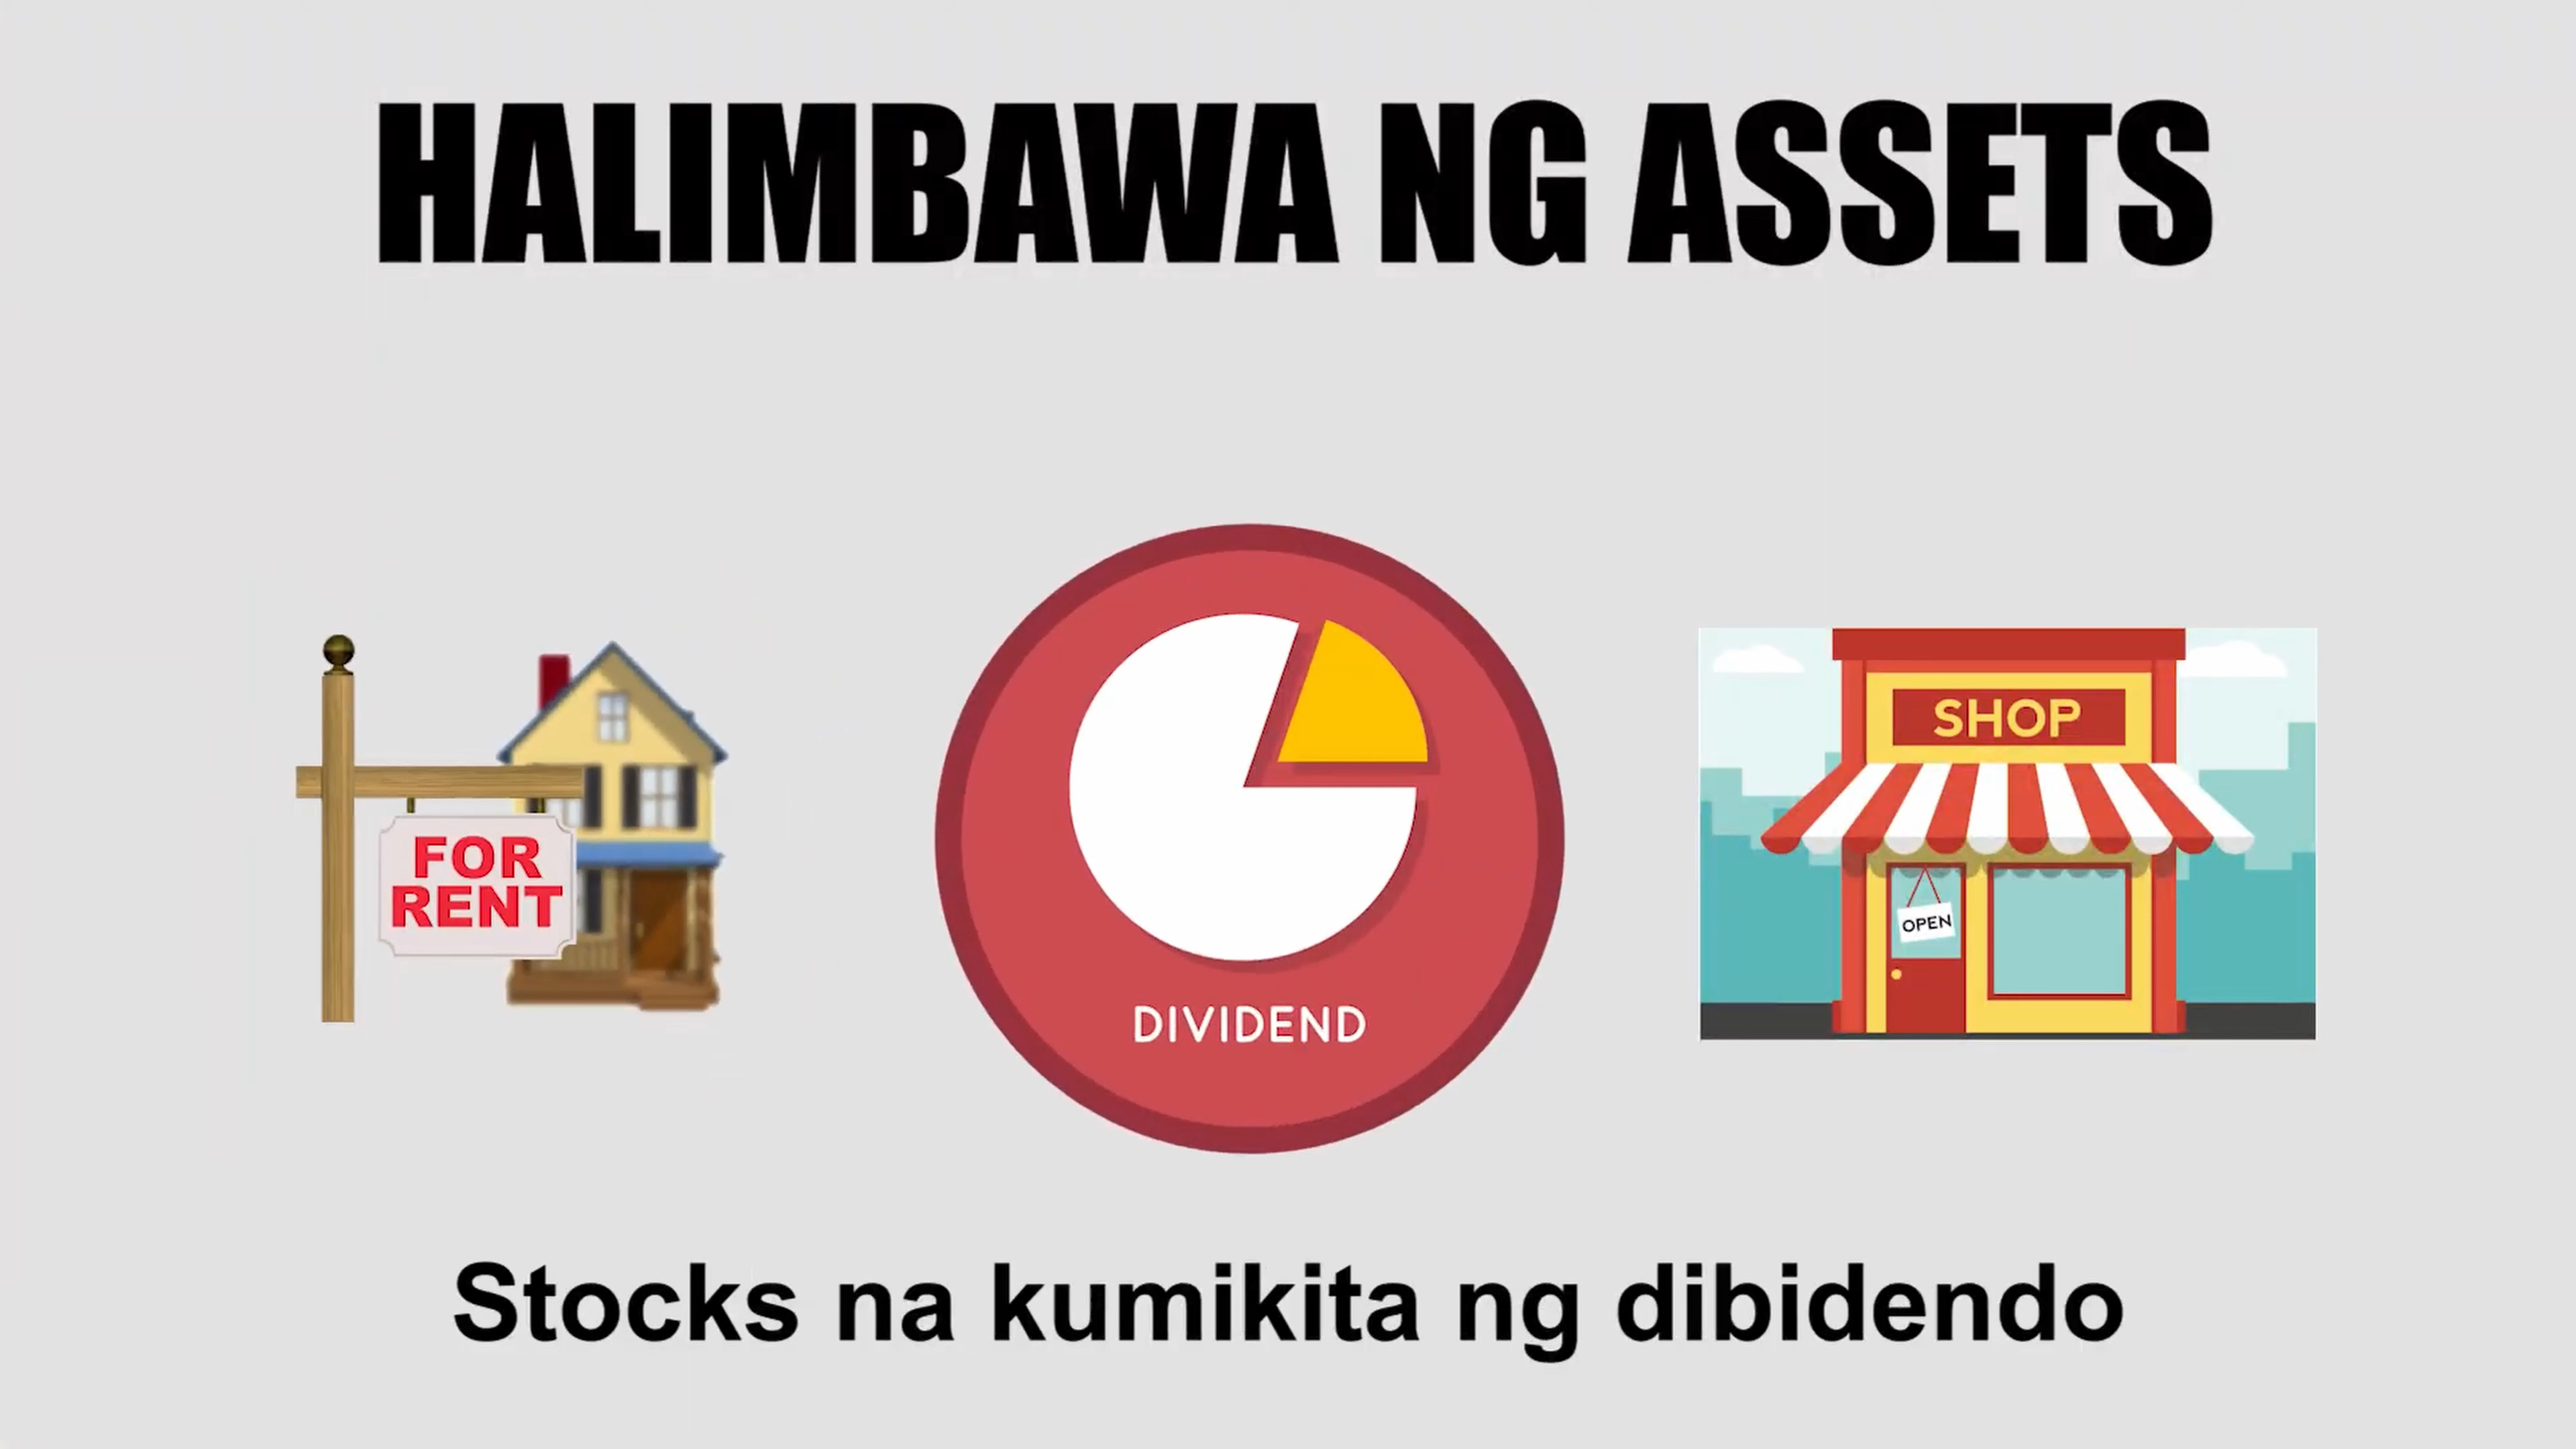 HALIMBAWA NG ASSETS
FOR
RENT
DIVIDEND
SHOP
OPEN
Stocks na kumikita ng dibidendo